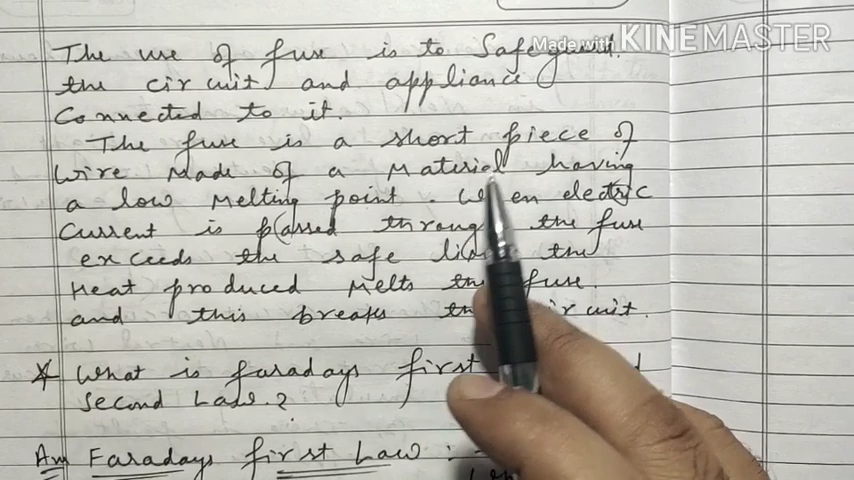 Made with KINEMASTER
The use of fuse is to Safeguard.
the circuit and appliance
Connected to it.
The fuse is a short piece of
wire Made of a Material having
a low Melting point. When electric
Current is passed through the fuse
exceeds the safe the
Heat produced Melts the fuse.
and this breaks the circuit.
* What is faradays first
Second Law.?
Ans Faradays first Law :-